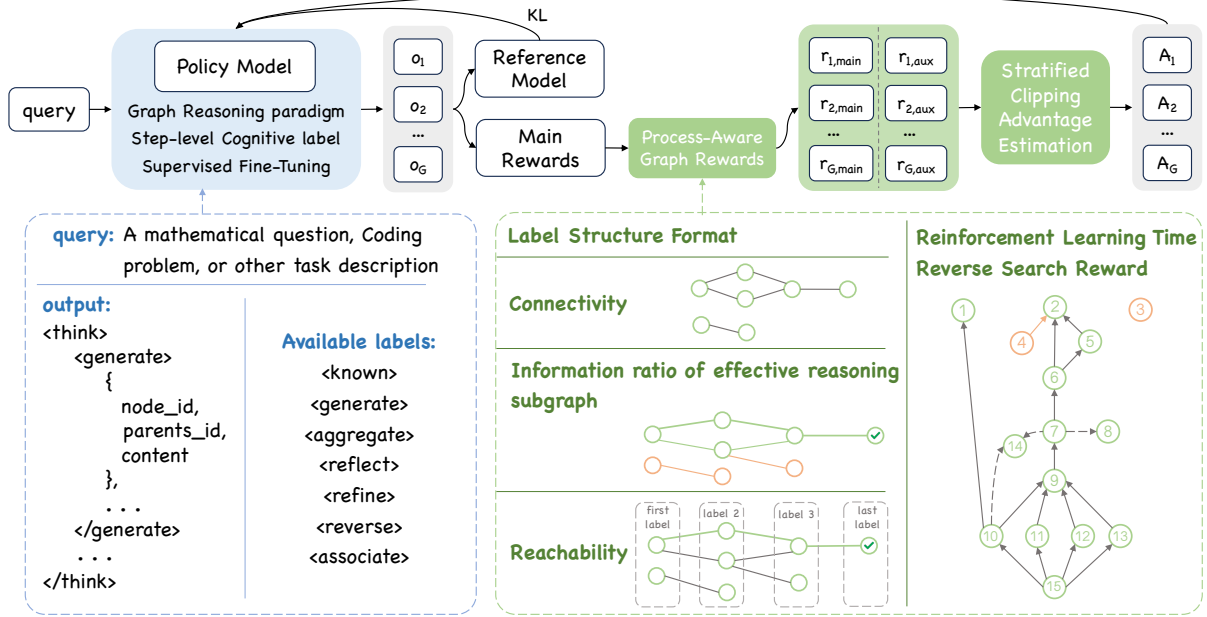 KL
query
Policy Model
Graph Reasoning paradigm
Step-level Cognitive label
Supervised Fine-Tuning
o1
o2
...
oG
Reference
Model
Main
Rewards
Process-Aware
Graph Rewards
r1,main
r1,aux
r2,main
r2,aux
...
...
rG,main
rG,aux
Stratified
Clipping
Advantage
Estimation
A1
A2
...
AG
query: A mathematical question, Coding
problem, or other task description
output:
<think>
<generate>
{
node_id,
parents_id,
content
},
. . .
</generate>
. . .
</think>
Available labels:
<known>
<generate>
<aggregate>
<reflect>
<refine>
<reverse>
<associate>
Label Structure Format
Connectivity
Information ratio of effective reasoning
subgraph
Reachability
first
label
label 2
label 3
last
label
Reinforcement Learning Time
Reverse Search Reward
1
2
3
4
5
6
7
8
14
9
10
11
12
13
15